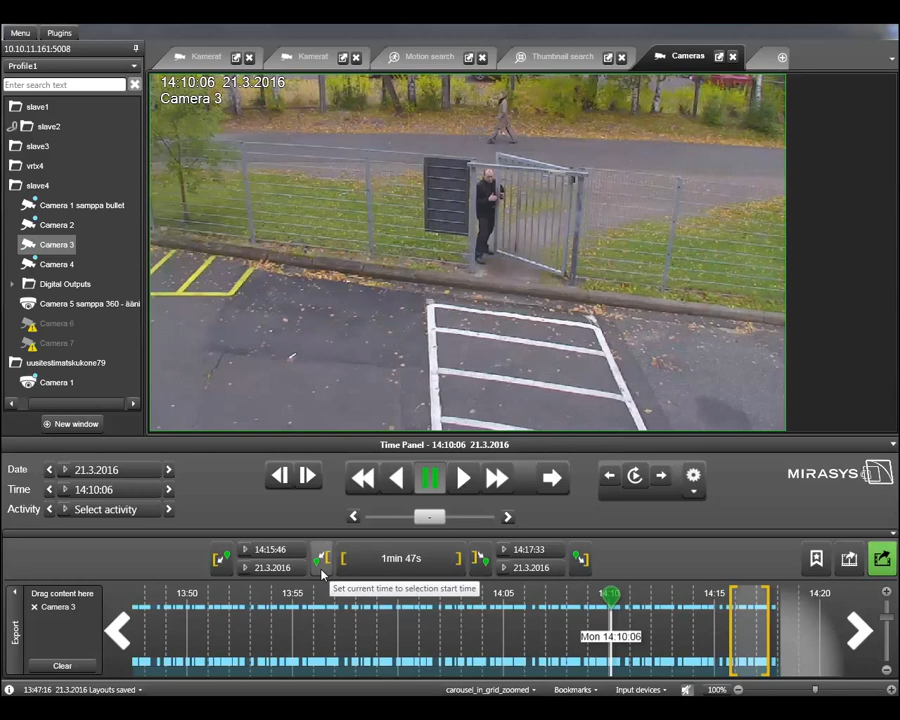 Menu
Plugins
10.10.11.161:5008
Profile1
Enter search text
slave1
slave2
slave3
vrtx4
slave4
Camera 1 samppa bullet
Camera 2
Camera 3
Camera 4
Digital Outputs
Camera 5 samppa 360 - ääni
Camera 6
Camera 7
uusitestimatskukone79
Camera 1
New window
Kamerat
Kamerat
Motion search
Thumbnail search
Cameras
14:10:06 21.3.2016
Camera 3
Time Panel - 14:10:06 21.3.2016
Date
21.3.2016
Time
14:10:06
Activity
Select activity
-
MIRASYS
14:15:46
21.3.2016
1min 47s
14:17:33
21.3.2016
Set current time to selection start time
Export
Drag content here
Camera 3
Clear
13:50
13:55
14:05
14:10
14:15
14:20
Mon 14:10:06
13:47:16 21.3.2016 Layouts saved
carousel_in_grid_zoomed
Bookmarks
Input devices
100%